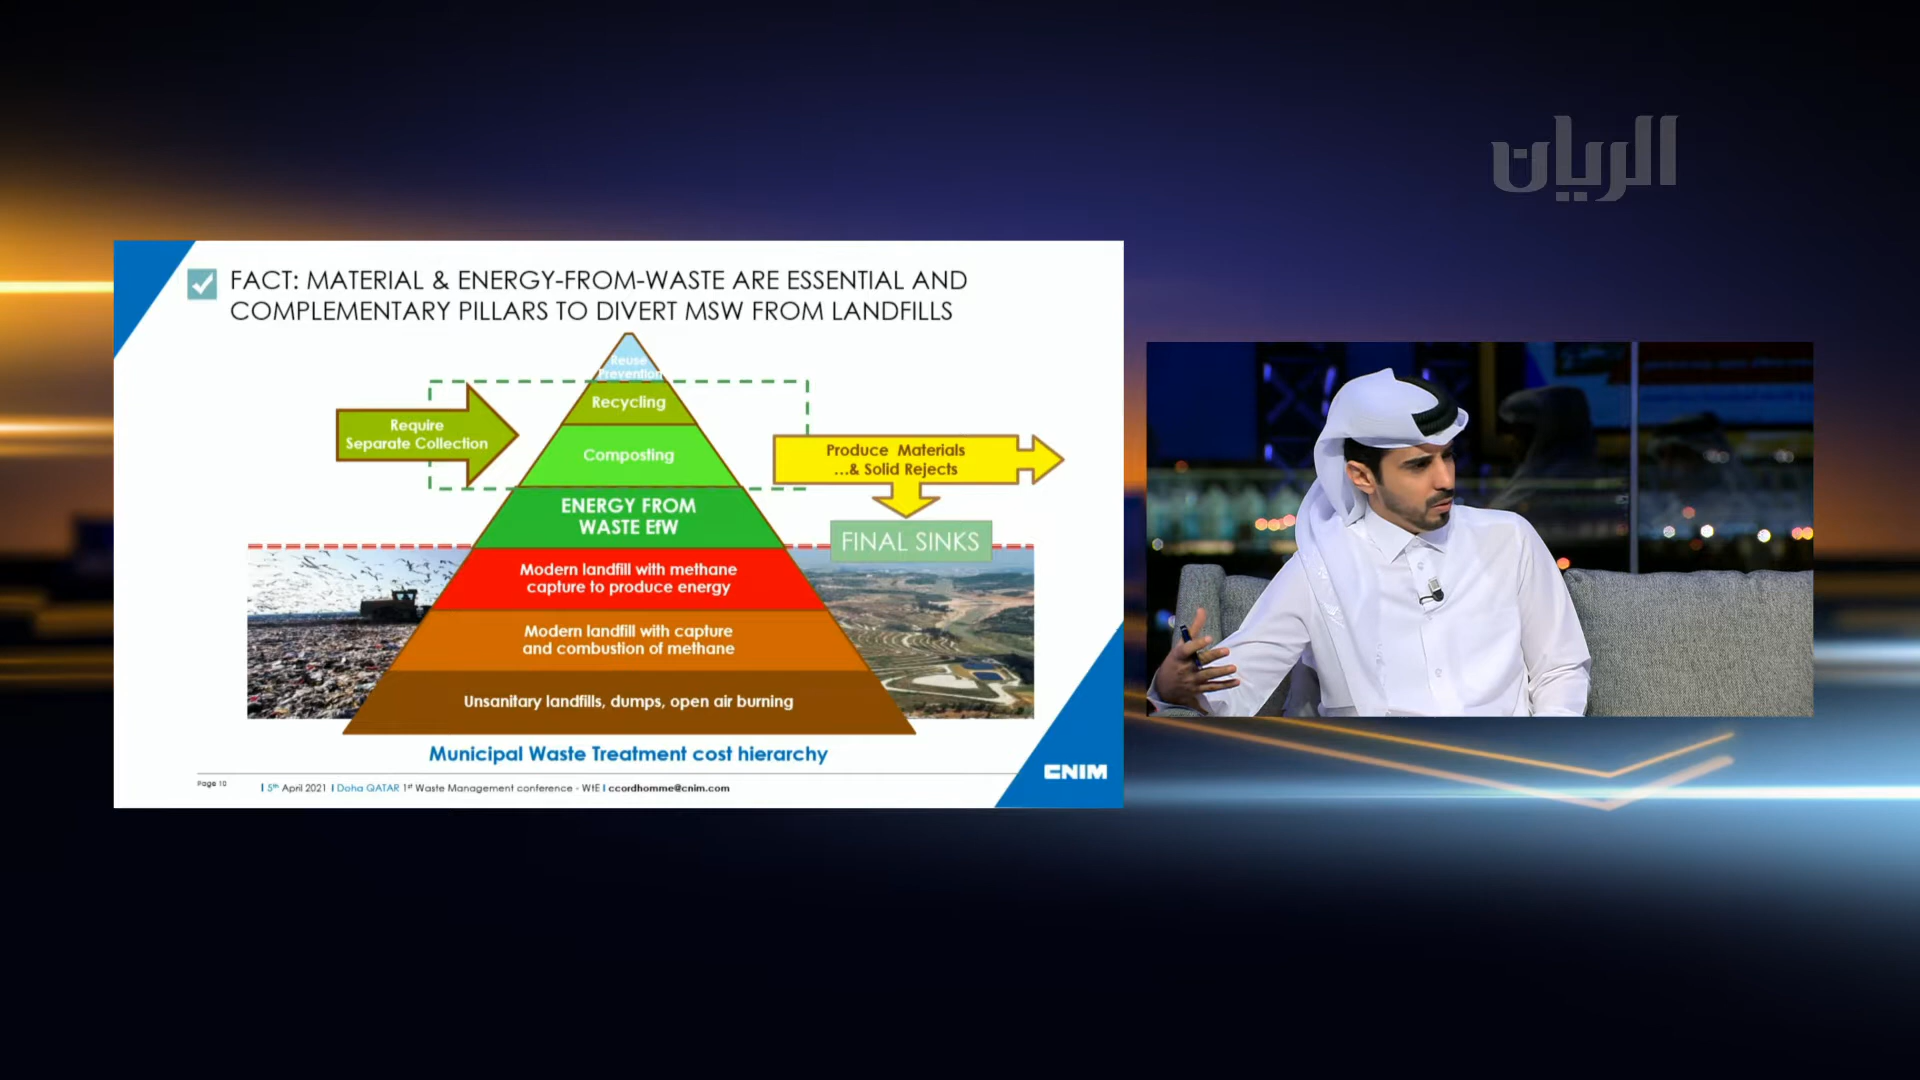 الريان
FACT: MATERIAL & ENERGY-FROM-WASTE ARE ESSENTIAL AND
COMPLEMENTARY PILLARS TO DIVERT MSW FROM LANDFILLS
Reuse
Prevention
Recycling
Require
Separate Collection
Composting
Produce Materials
...& Solid Rejects
ENERGY FROM
WASTE EfW
FINAL SINKS
Modern landfill with methane
capture to produce energy
Modern landfill with capture
and combustion of methane
Unsanitary landfills, dumps, open air burning
Municipal Waste Treatment cost hierarchy
CNIM
Page 10
I 5th April 2021 I Doha QATAR 1st Waste Management conference - WtE I ccordhomme@cnim.com